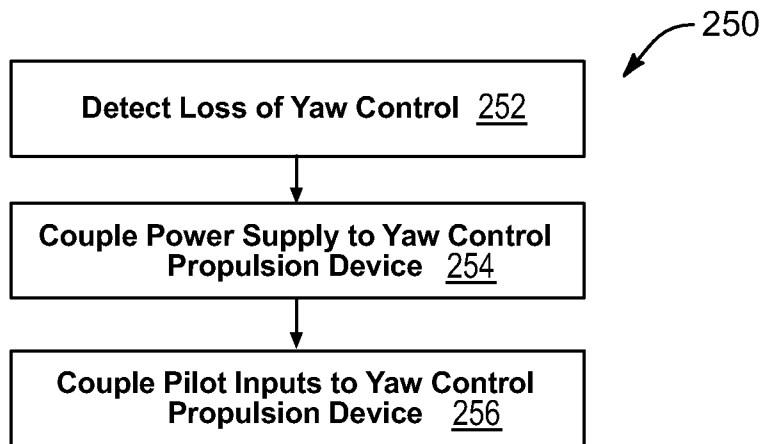 250
Detect Loss of Yaw Control 252
Couple Power Supply to Yaw Control
Propulsion Device 254
Couple Pilot Inputs to Yaw Control
Propulsion Device 256